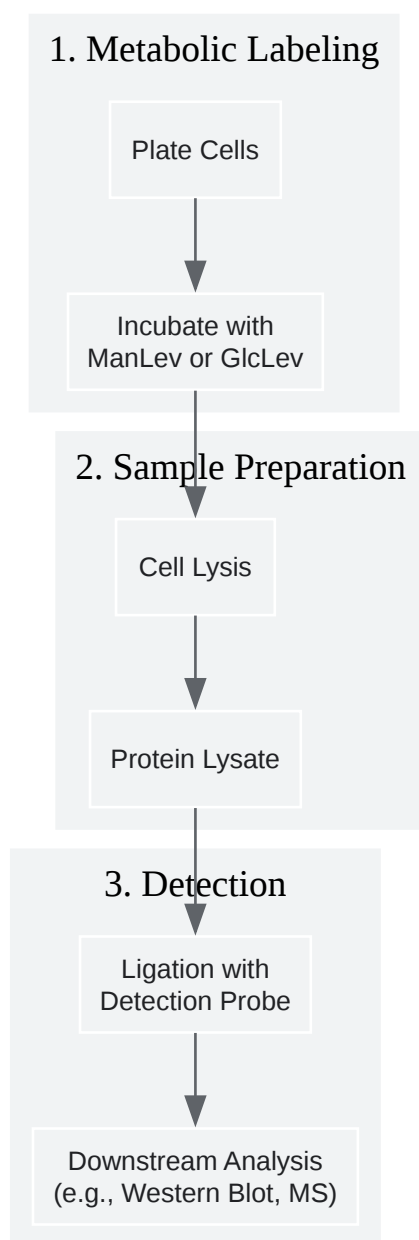 1. Metabolic Labeling
Plate Cells
Incubate with
ManLev or GlcLev
2. Sample Preparation
Cell Lysis
Protein Lysate
3. Detection
Ligation with
Detection Probe
Downstream Analysis
(e.g., Western Blot, MS)